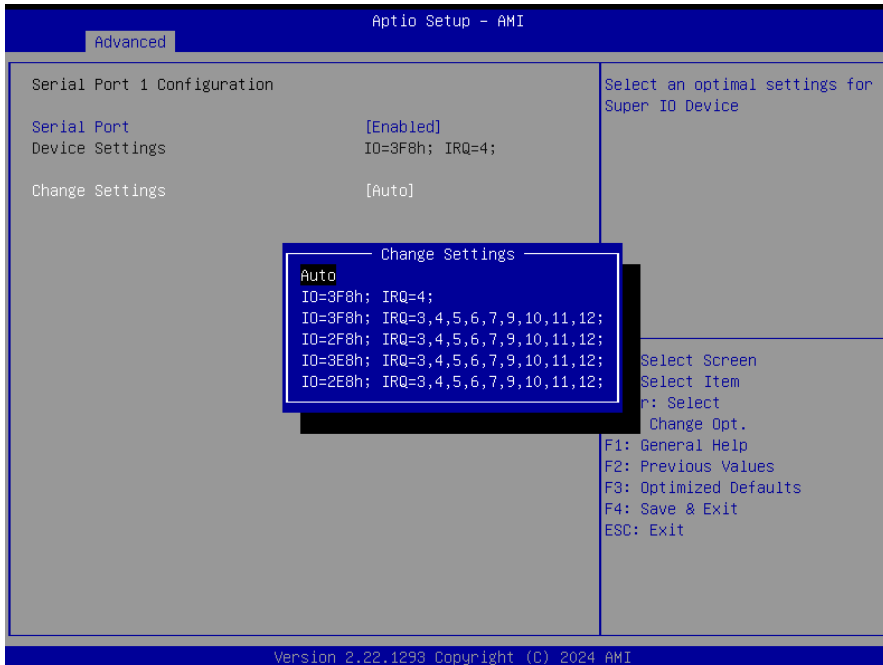 Aptio Setup – AMI
Advanced
Serial Port 1 Configuration
Serial Port [Enabled]
Device Settings IO=3F8h; IRQ=4;
Change Settings [Auto]
Select an optimal settings for
Super IO Device
Change Settings
Auto
IO=3F8h; IRQ=4;
IO=3F8h; IRQ=3,4,5,6,7,9,10,11,12;
IO=2F8h; IRQ=3,4,5,6,7,9,10,11,12;
IO=3E8h; IRQ=3,4,5,6,7,9,10,11,12;
IO=2E8h; IRQ=3,4,5,6,7,9,10,11,12;
Select Screen
Select Item
r: Select
Change Opt.
F1: General Help
F2: Previous Values
F3: Optimized Defaults
F4: Save & Exit
ESC: Exit
Version 2.22.1293 Copyright (C) 2024 AMI